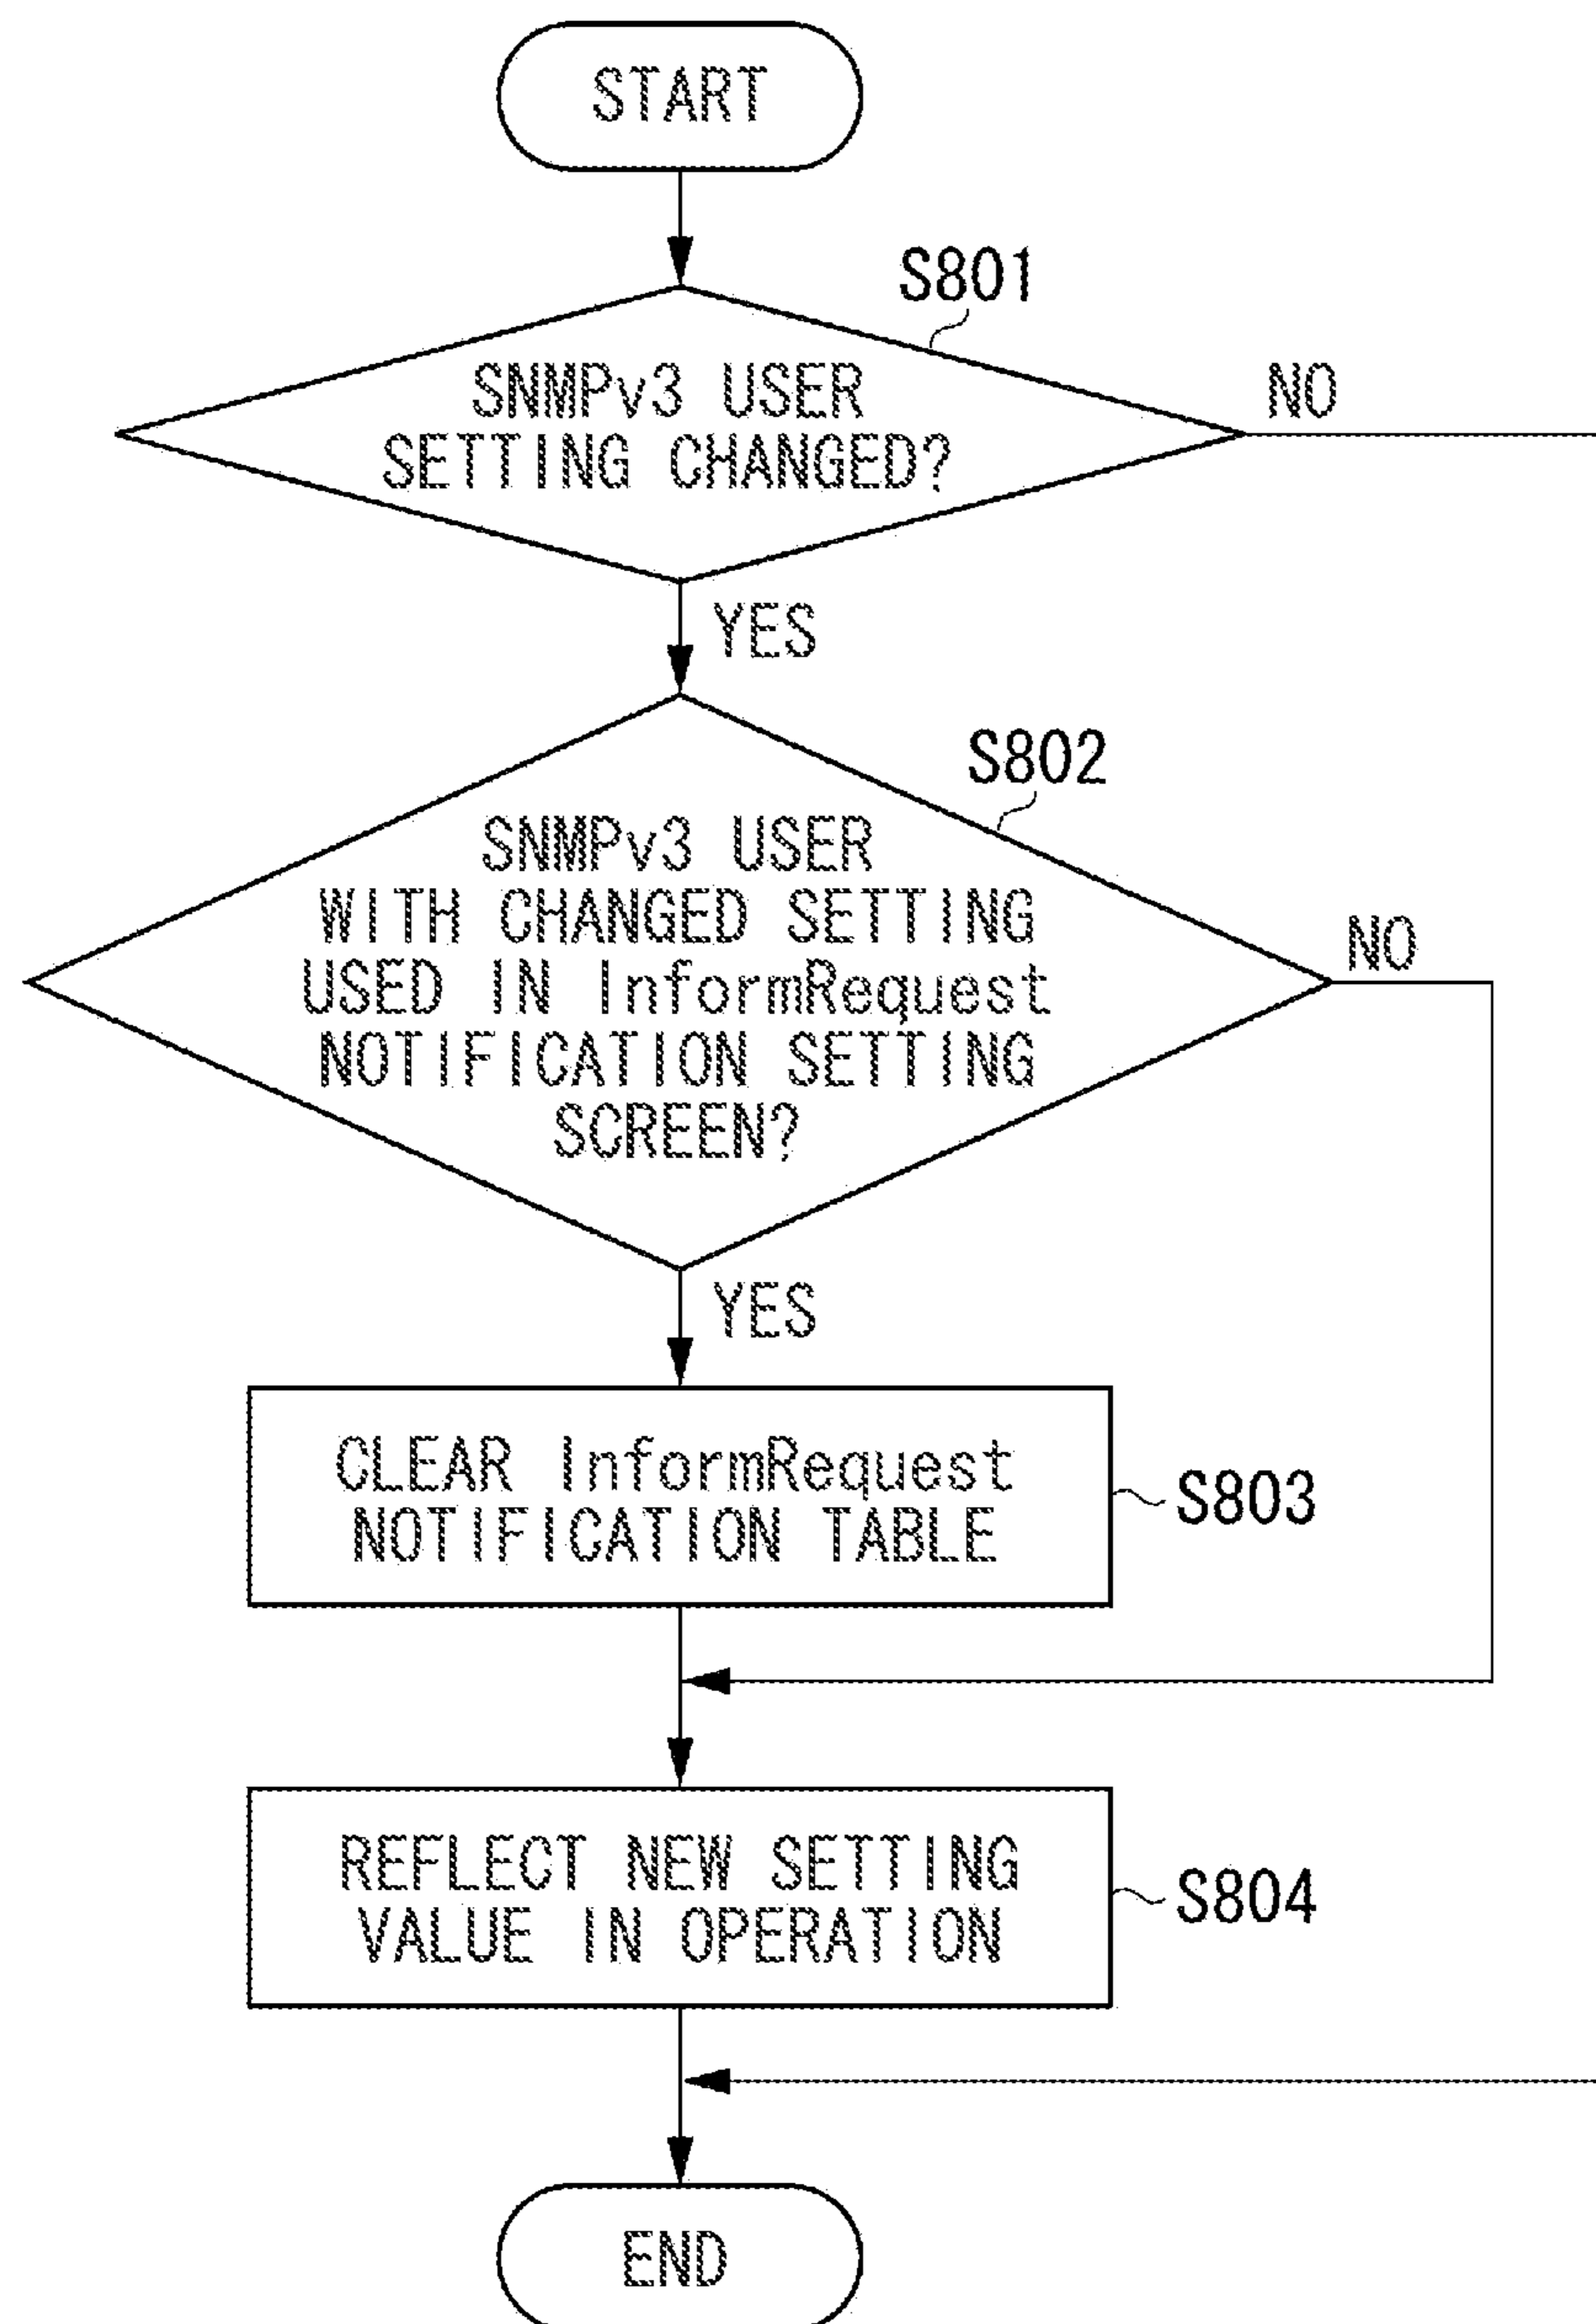 START
S801
SNMPv3 USER
SETTING CHANGED?
NO
YES
S802
SNMPv3 USER
WITH CHANGED SETTING
USED IN InformRequest
NOTIFICATION SETTING
SCREEN?
NO
YES
CLEAR InformRequest
NOTIFICATION TABLE
S803
REFLECT NEW SETTING
VALUE IN OPERATION
S804
END